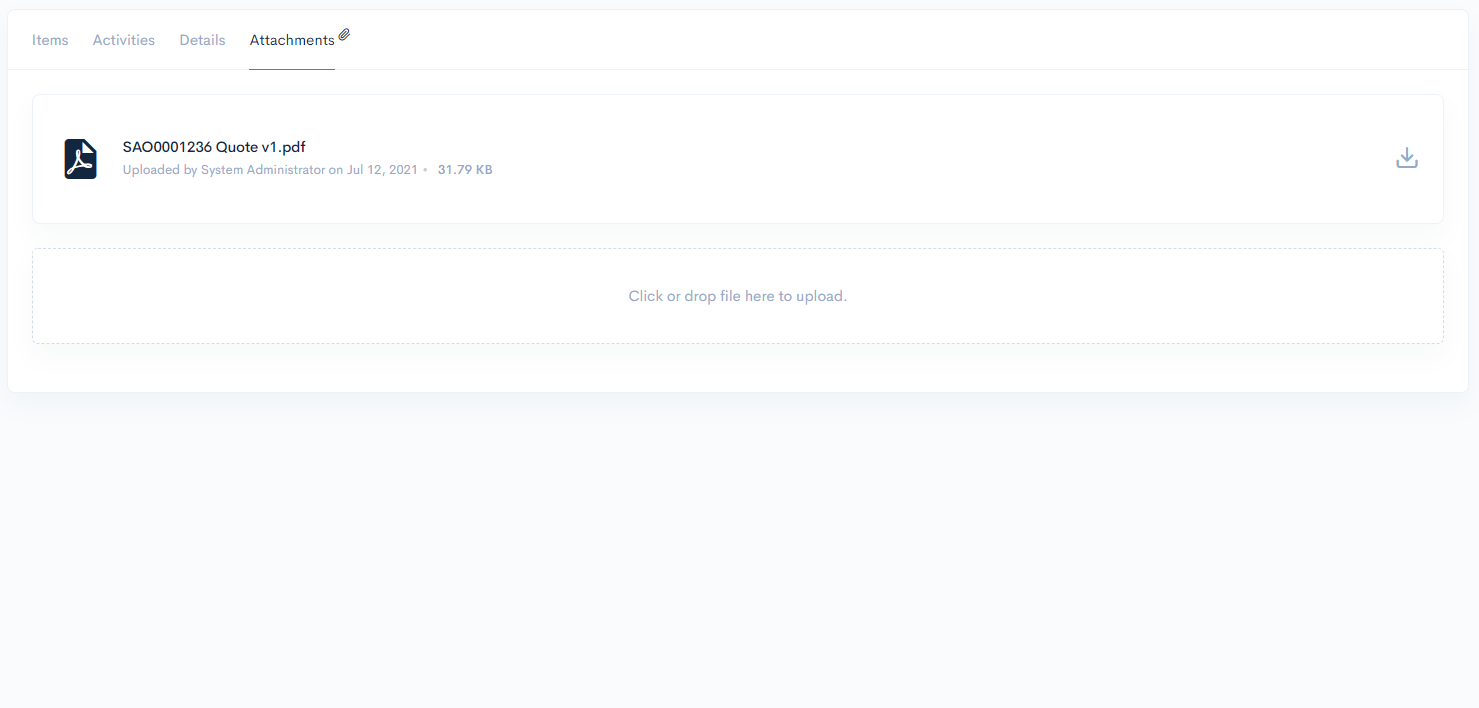 Items Activities Details Attachments
SAO0001236 Quote v1.pdf
Uploaded by System Administrator on Jul 12, 2021 • 31.79 KB
Click or drop file here to upload.